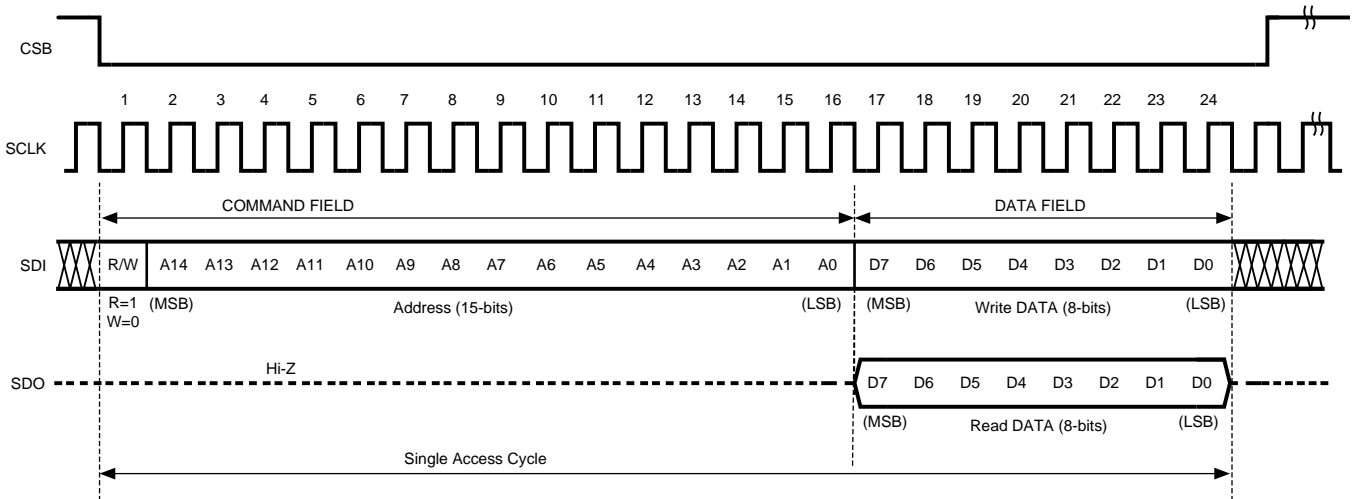 CSB
1 2 3 4 5 6 7 8 9 10 11 12 13 14 15 16 17 18 19 20 21 22 23 24
SCLK
COMMAND FIELD DATA FIELD
SDI R/W A14 A13 A12 A11 A10 A9 A8 A7 A6 A5 A4 A3 A2 A1 A0 D7 D6 D5 D4 D3 D2 D1 D0
R=1 (MSB) Address (15-bits) (LSB) (MSB) Write DATA (8-bits) (LSB)
W=0
Hi-Z
SDO D7 D6 D5 D4 D3 D2 D1 D0
(MSB) Read DATA (8-bits) (LSB)
Single Access Cycle